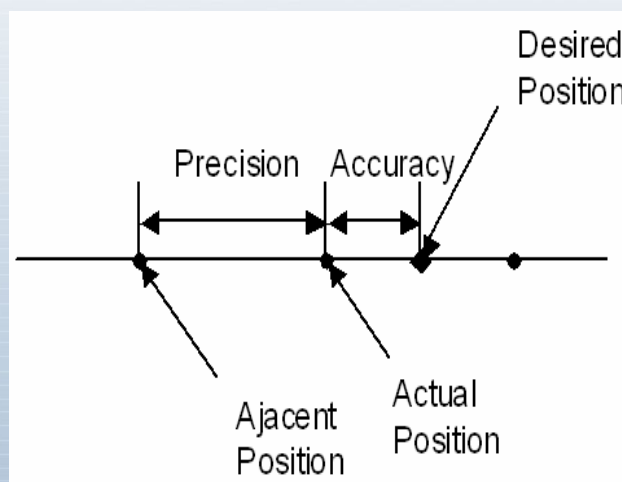 Desired
Position
Precision
Accuracy
Ajacent
Position
Actual
Position